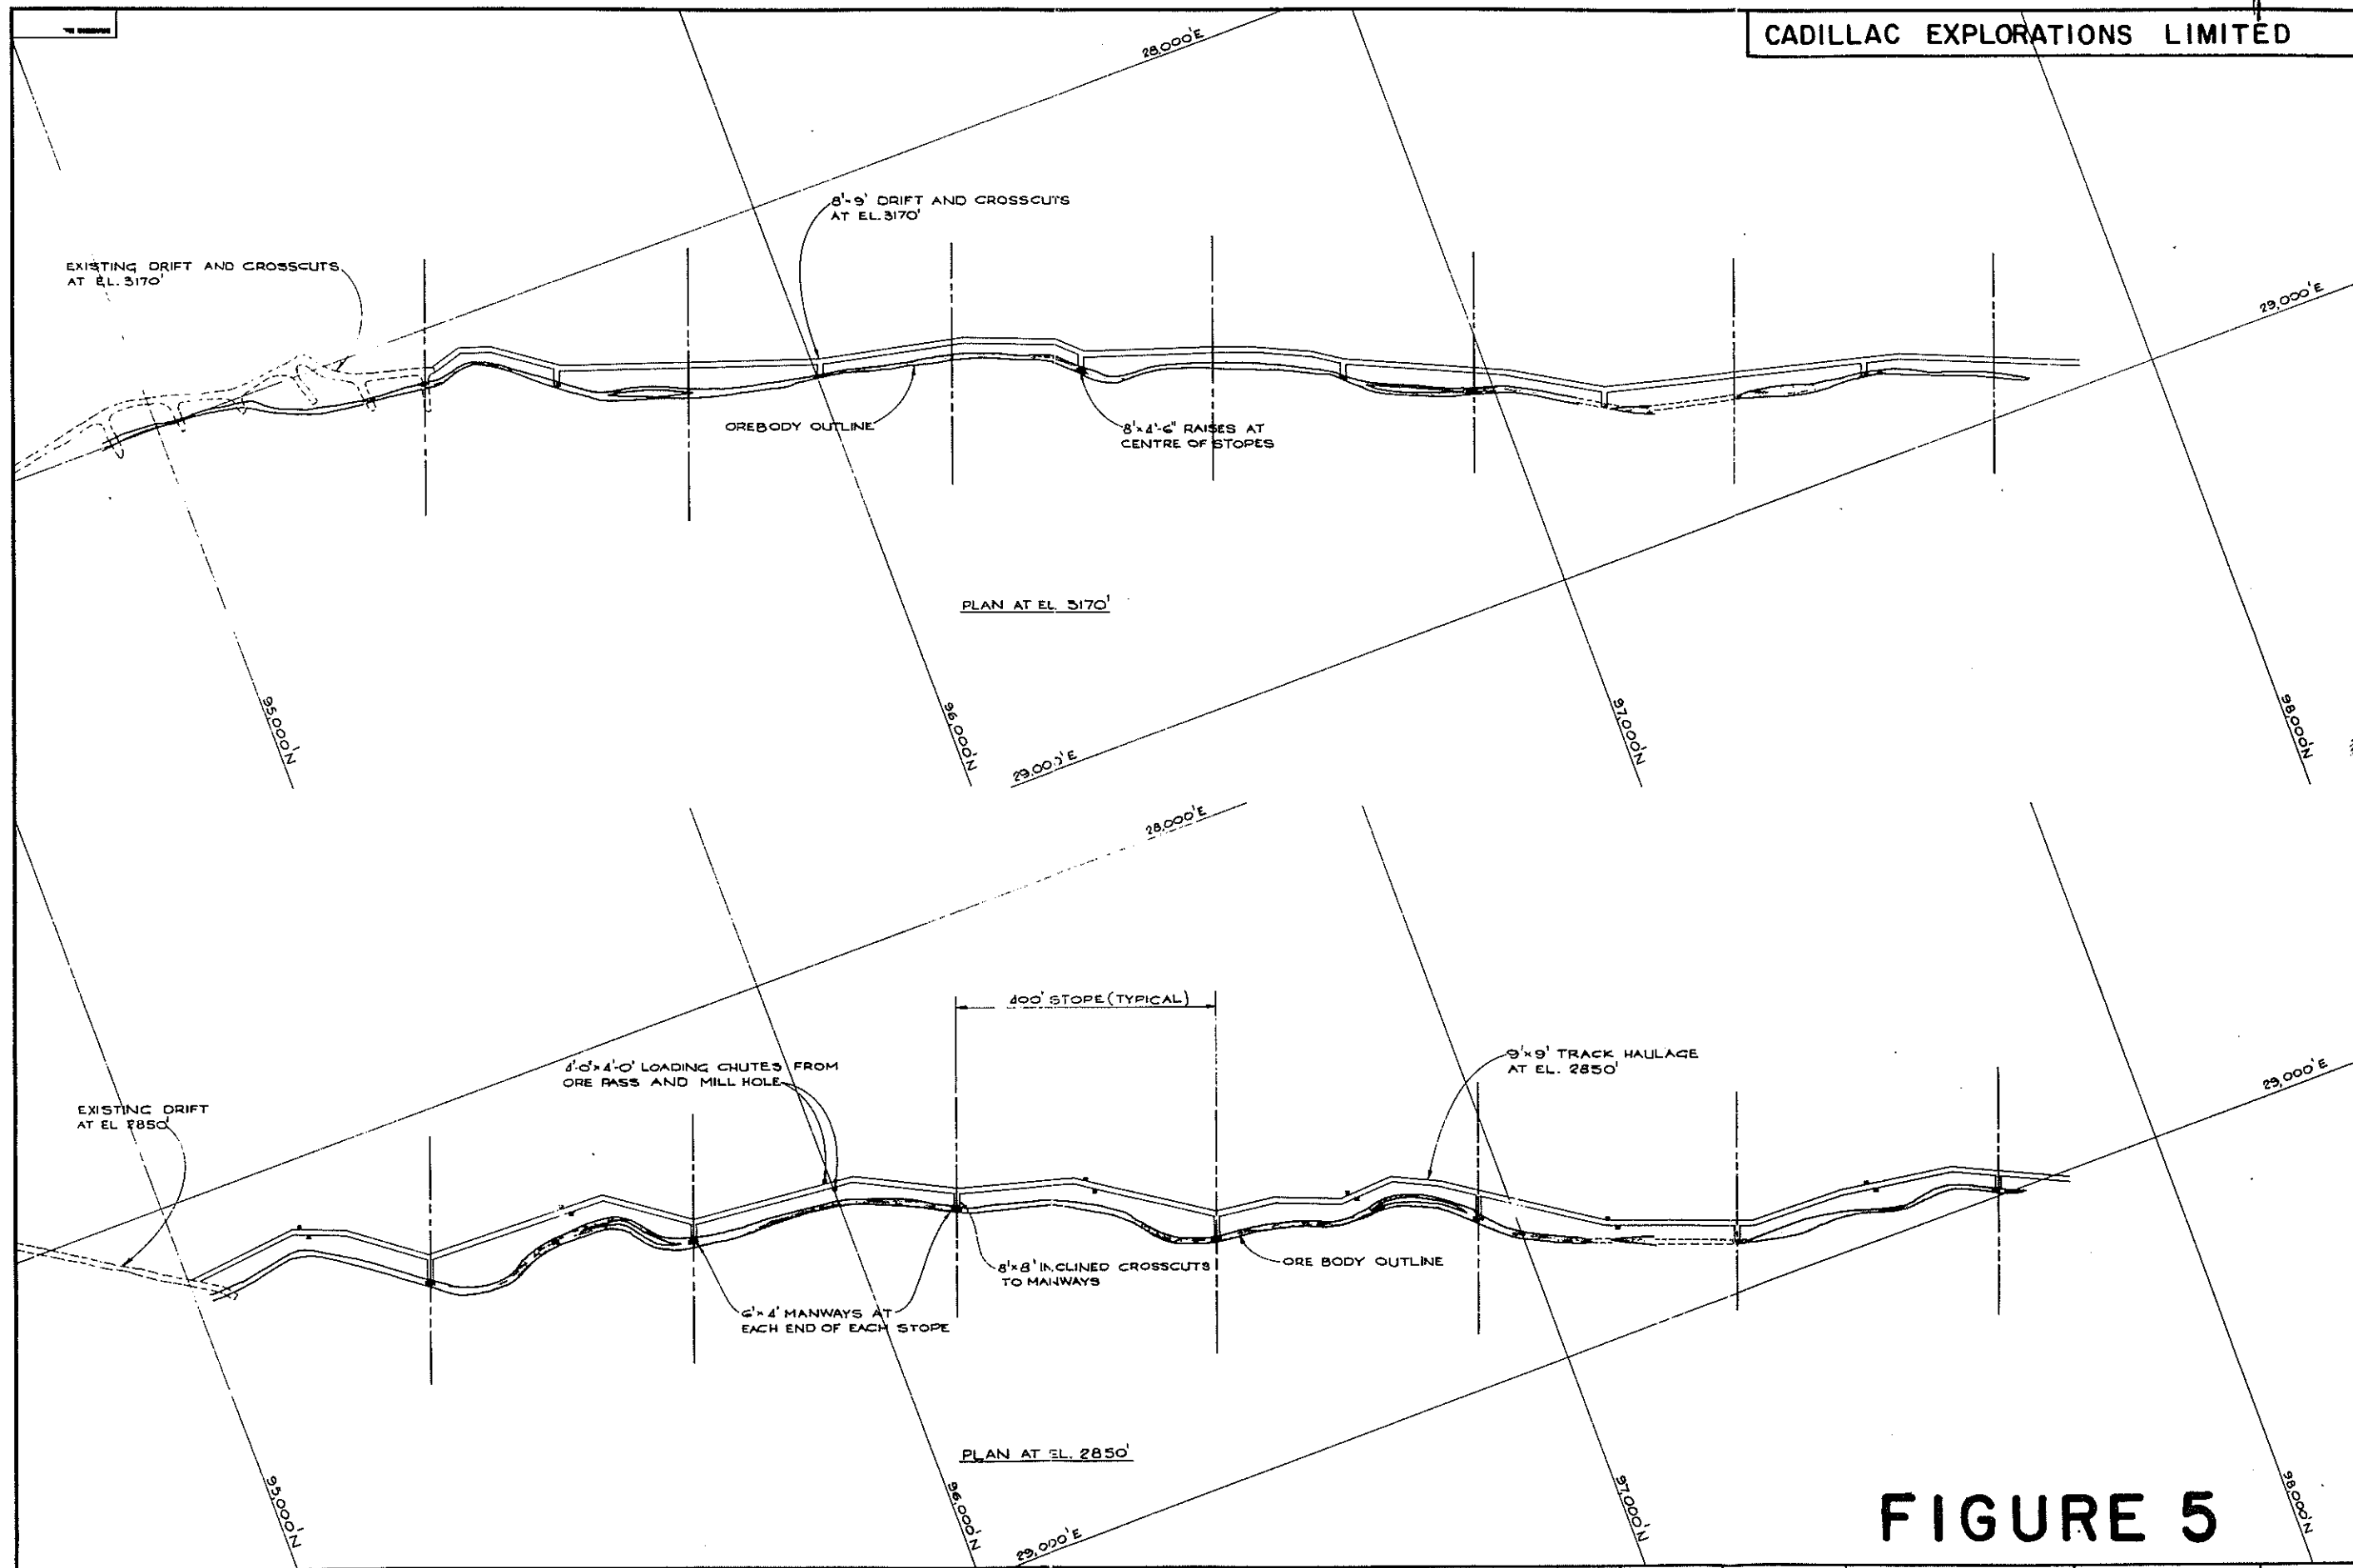 CADILLAC EXPLORATIONS LIMITED
28,000'E
8'-9' DRIFT AND CROSSCUTS
AT EL. 3170'
EXISTING DRIFT AND CROSSCUTS
AT EL. 3170'
29,000'E
OREBODY OUTLINE
8'x4'-6" RAISES AT
CENTRE OF STOPES
PLAN AT EL. 3170'
95,000'N
96,000'N
97,000'N
98,000'N
29,000'E
28,000'E
400' STOPE (TYPICAL)
4'-0"x4'-0" LOADING CHUTES FROM
ORE PASS AND MILL HOLE
9'x9' TRACK HAULAGE
AT EL. 2850'
29,000'E
EXISTING DRIFT
AT EL 2850'
8'x8' INCLINED CROSSCUTS
TO MANWAYS
ORE BODY OUTLINE
6'x4' MANWAYS AT
EACH END OF EACH STOPE
PLAN AT EL. 2850'
95,000'N
96,000'N
97,000'N
98,000'N
29,000'E
FIGURE 5